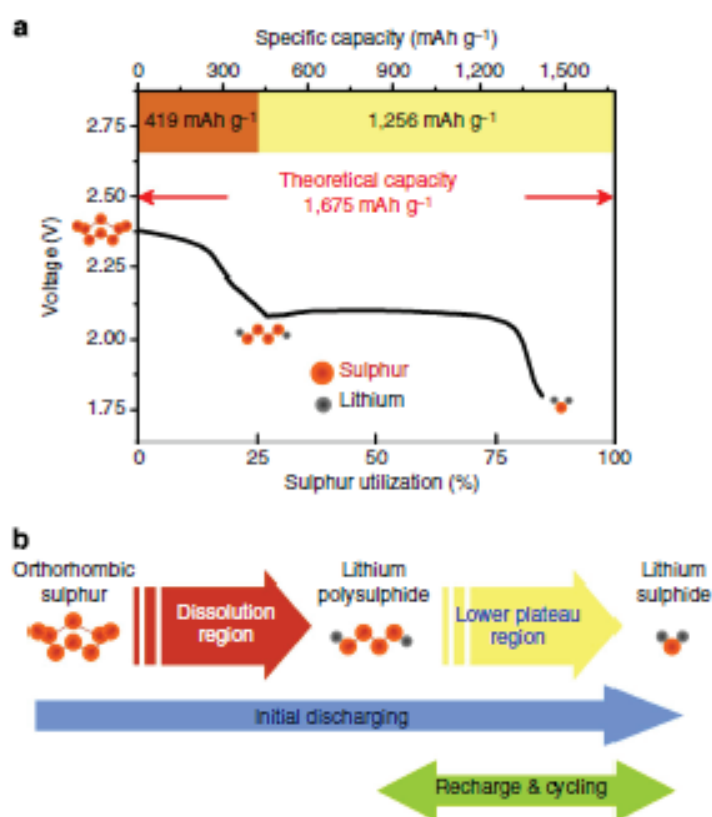 a
Specific capacity (mAh g–1)
0 300 600 900 1,200 1,500
419 mAh g–1 1,256 mAh g–1
2.75
Theoretical capacity
1,675 mAh g–1
2.50
Voltage (V)
2.25
2.00
Sulphur
Lithium
1.75
0 25 50 75 100
Sulphur utilization (%)
b
Orthorhombic
sulphur
Dissolution
region
Lithium
polysulphide
Lower plateau
region
Lithium
sulphide
Initial discharging
Recharge & cycling